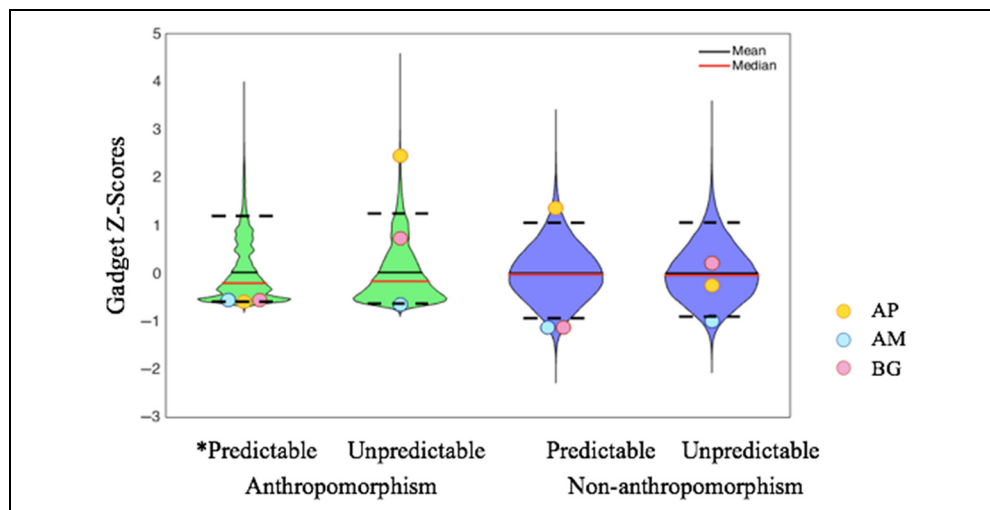 5
Mean
Median
4
3
2
1
0
−1
−2
−3
Gadget Z-Scores
AP
AM
BG
*Predictable Unpredictable Predictable Unpredictable
Anthropomorphism Non-anthropomorphism